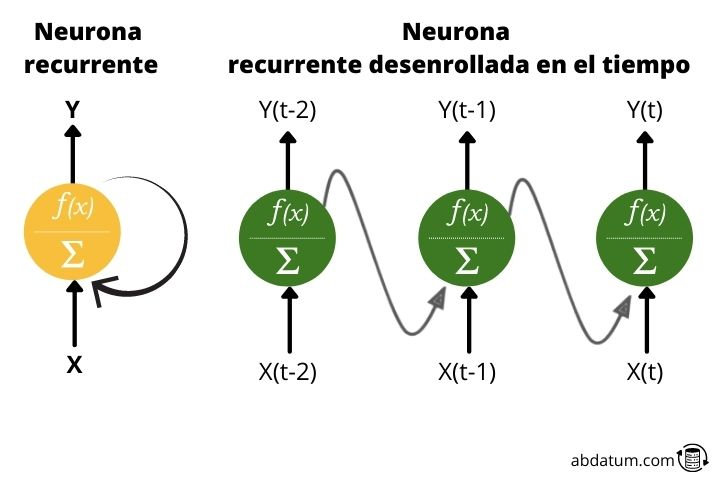 Neurona
recurrente
Neurona
recurrente desenrollada en el tiempo
Y
Y(t-2)
Y(t-1)
Y(t)
f(x)
Σ
f(x)
Σ
f(x)
Σ
f(x)
Σ
X
X(t-2)
X(t-1)
X(t)
abdatum.com